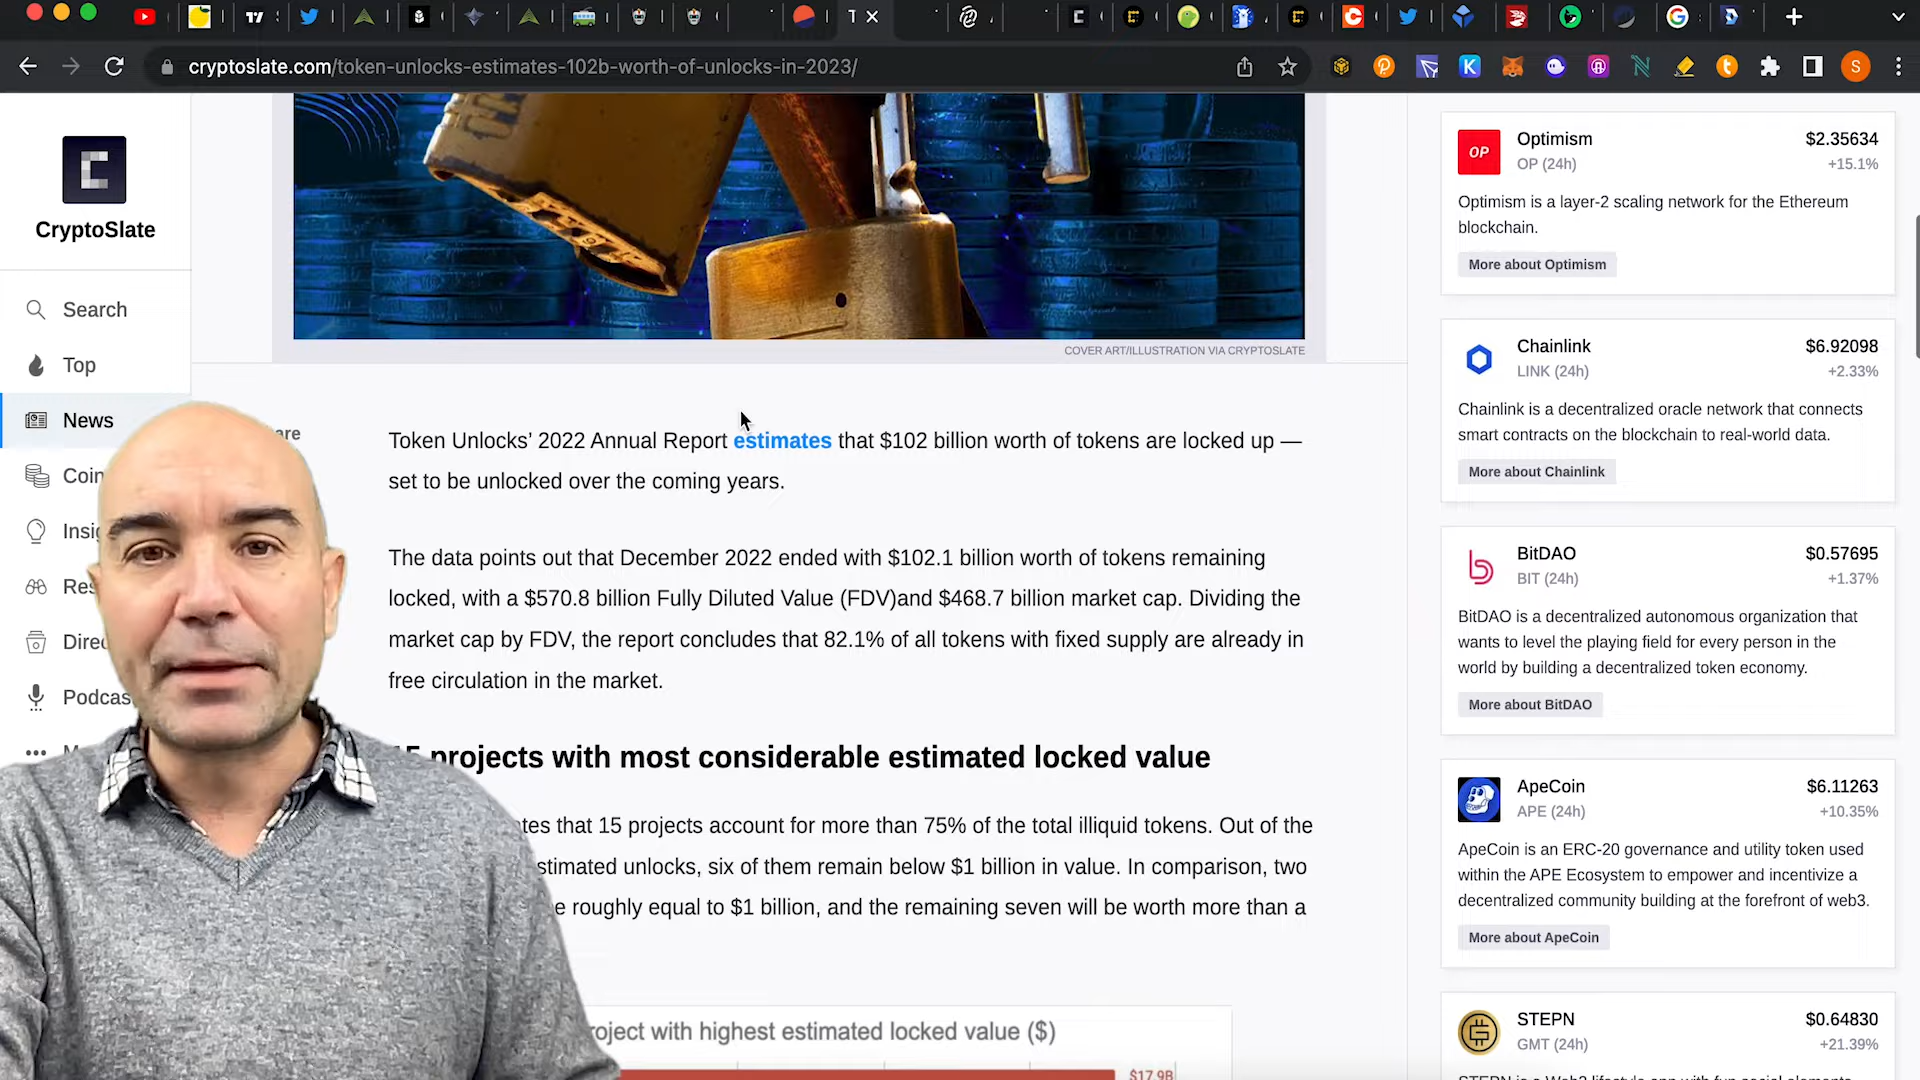 cryptoslate.com/token-unlocks-estimates-102b-worth-of-unlocks-in-2023/
CryptoSlate
Search
Top
News
COVER ART/ILLUSTRATION VIA CRYPTOSLATE
Token Unlocks’ 2022 Annual Report estimates that $102 billion worth of tokens are locked up —
set to be unlocked over the coming years.
The data points out that December 2022 ended with $102.1 billion worth of tokens remaining
locked, with a $570.8 billion Fully Diluted Value (FDV)and $468.7 billion market cap. Dividing the
market cap by FDV, the report concludes that 82.1% of all tokens with fixed supply are already in
free circulation in the market.
projects with most considerable estimated locked value
that 15 projects account for more than 75% of the total illiquid tokens. Out of the
unlocks, six of them remain below $1 billion in value. In comparison, two
roughly equal to $1 billion, and the remaining seven will be worth more than a
with highest estimated locked value ($)
$17.9B
OP
Optimism
$2.35634
OP (24h)
+15.1%
Optimism is a layer-2 scaling network for the Ethereum
blockchain.
More about Optimism
Chainlink
$6.92098
LINK (24h)
+2.33%
Chainlink is a decentralized oracle network that connects
smart contracts on the blockchain to real-world data.
More about Chainlink
BitDAO
$0.57695
BIT (24h)
+1.37%
BitDAO is a decentralized autonomous organization that
wants to level the playing field for every person in the
world by building a decentralized token economy.
More about BitDAO
ApeCoin
$6.11263
APE (24h)
+10.35%
ApeCoin is an ERC-20 governance and utility token used
within the APE Ecosystem to empower and incentivize a
decentralized community building at the forefront of web3.
More about ApeCoin
STEPN
$0.64830
GMT (24h)
+21.39%